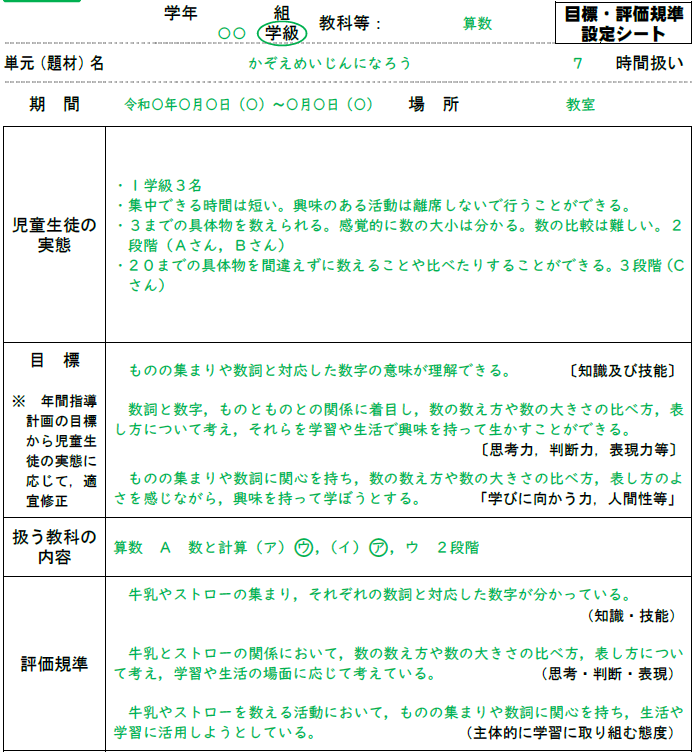 学年 組
〇〇 学級 教科等： 算数 目標・評価規準
設定シート
単元（題材）名 かぞえめいじんになろう 7 時間扱い
期 間 令和〇年〇月〇日（〇）～〇月〇日（〇） 場 所 教室
児童生徒の
実態
・１学級３名
・集中できる時間は短い。興味のある活動は離席しないで行うことができる。
・３までの具体物を数えられる。感覚的に数の大小は分かる。数の比較は難しい。２
段階（Ａさん，Ｂさん）
・２０までの具体物を間違えずに数えることや比べたりすることができる。３段階（Ｃ
さん）
目 標
※ 年間指導
計画の目標
から児童生
徒の実態に
応じて，適
宜修正
ものの集まりや数詞と対応した数字の意味が理解できる。 〔知識及び技能〕
数詞と数字，ものとものとの関係に着目し，数の数え方や数の大きさの比べ方，表
し方について考え，それらを学習や生活で興味を持って生かすことができる。
〔思考力，判断力，表現力等〕
ものの集まりや数詞に関心を持ち，数の数え方や数の大きさの比べ方，表し方のよ
さを感じながら，興味を持って学ぼうとする。 「学びに向かう力，人間性等」
扱う教科の
内容
算数 Ａ 数と計算（ア）㋒，（イ）㋐，ウ ２段階
評価規準
牛乳やストローの集まり，それぞれの数詞と対応した数字が分かっている。
（知識・技能）
牛乳とストローの関係において，数の数え方や数の大きさの比べ方，表し方につい
て考え，学習や生活の場面に応じて考えている。 （思考・判断・表現）
牛乳やストローを数える活動において，ものの集まりや数詞に関心を持ち，生活や
学習に活用しようとしている。 （主体的に学習に取り組む態度）